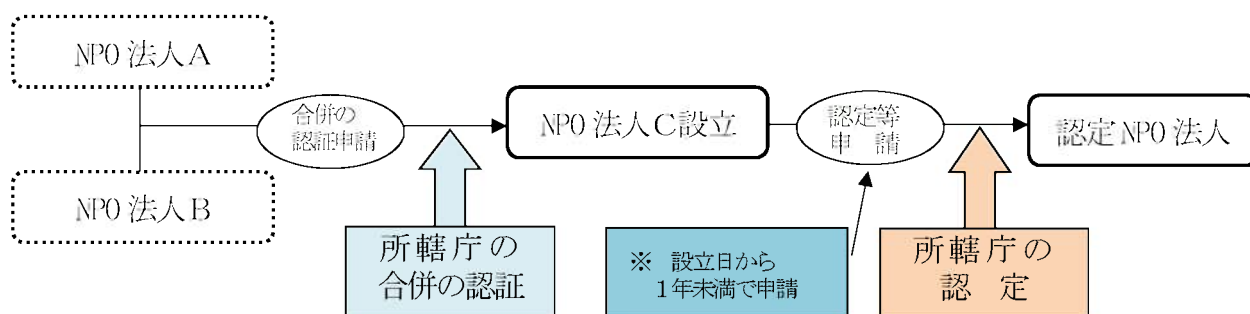 NPO 法人A
合併の
認証申請
NPO 法人C設立
認定等
申 請
認定NPO法人
NPO 法人B
所轄庁の
合併の認証
※ 設立日から
1年未満で申請
所轄庁の
認 定